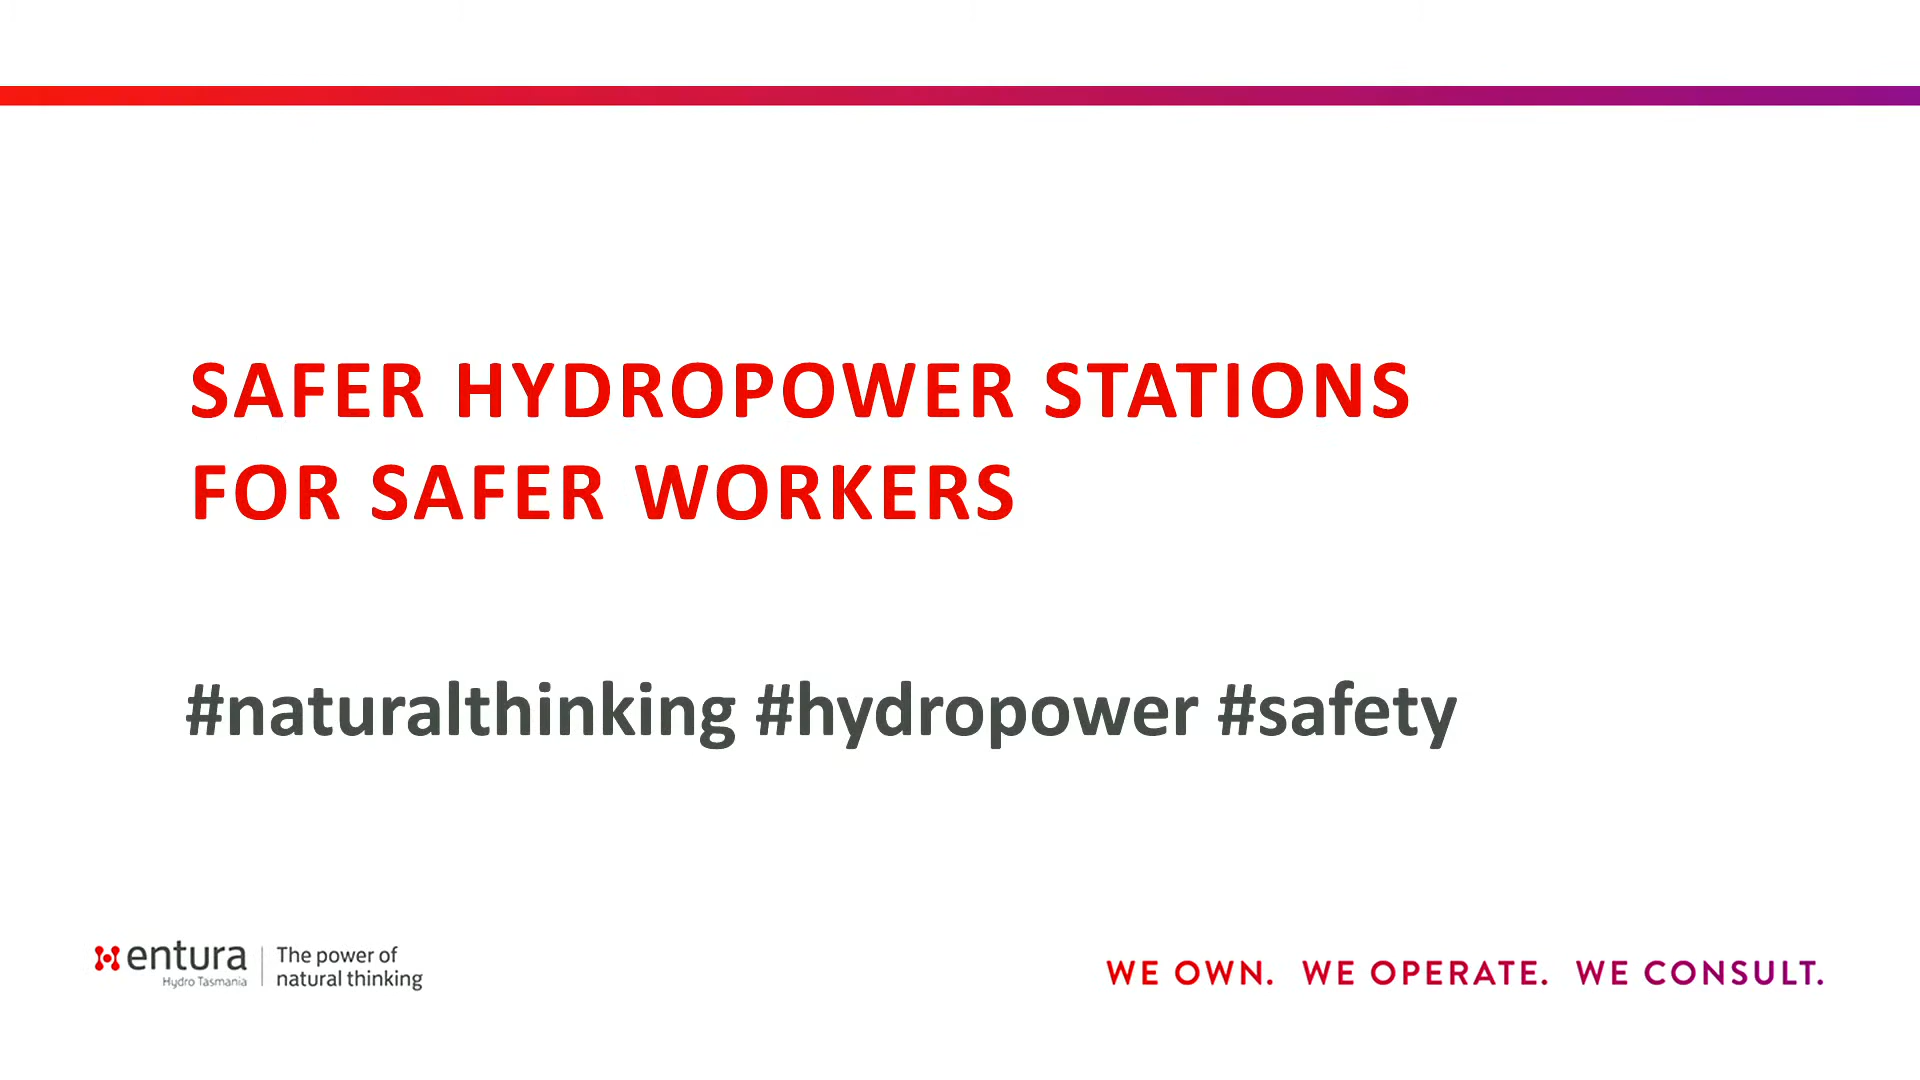 SAFER HYDROPOWER STATIONS
FOR SAFER WORKERS
#naturalthinking #hydropower #safety
entura
Hydro Tasmania
The power of
natural thinking
WE OWN. WE OPERATE. WE CONSULT.